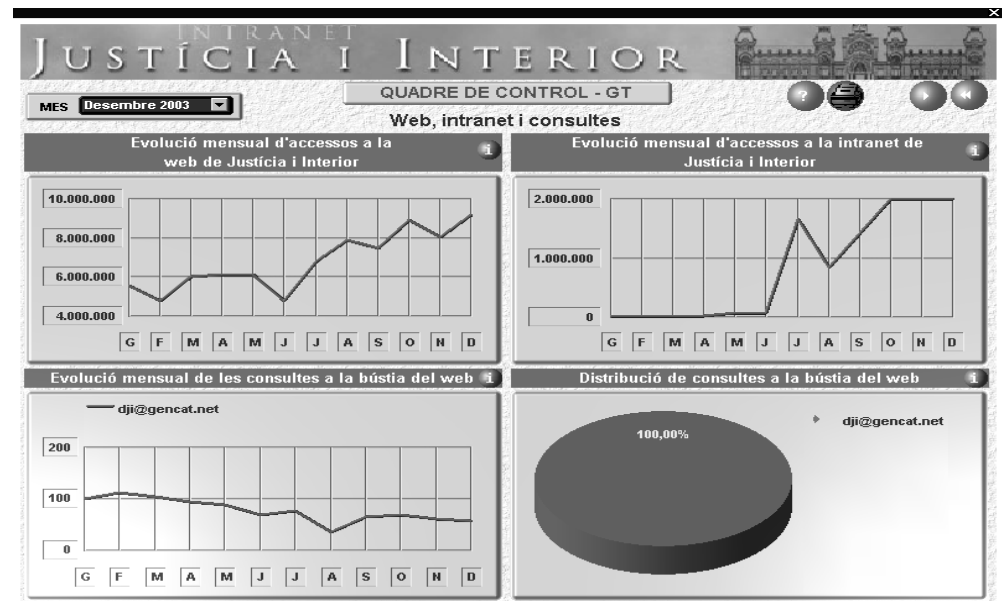 INTRANET
JUSTÍCIA I INTERIOR
MES Desembre 2003
QUADRE DE CONTROL - GT
?
Web, intranet i consultes
Evolució mensual d'accessos a la
web de Justícia i Interior
i
10.000.000
8.000.000
6.000.000
4.000.000
G F M A M J J A S O N D
Evolució mensual d'accessos a la intranet de
Justícia i Interior
i
2.000.000
1.000.000
0
G F M A M J J A S O N D
Evolució mensual de les consultes a la bústia del web i
dji@gencat.net
200
100
0
G F M A M J J A S O N D
Distribució de consultes a la bústia del web i
100,00%
dji@gencat.net